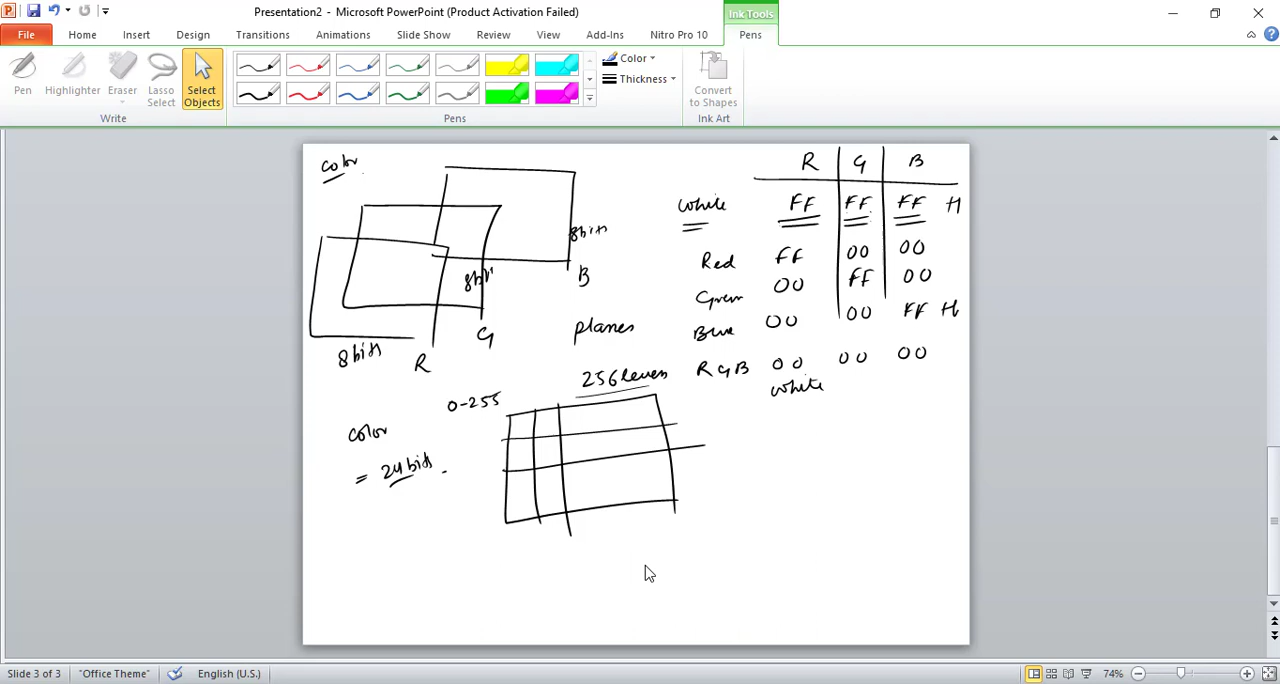 Presentation2 - Microsoft PowerPoint (Product Activation Failed)
Ink Tools
File Home Insert Design Transitions Animations Slide Show Review View Add-Ins Nitro Pro 10 Pens
Pen Highlighter Eraser Lasso Select Select Objects
Color
Thickness
Convert to Shapes
Write Pens Ink Art
color
R G B
White FF FF FF H
Red FF 00 00
Green 00 FF 00
Blue 00 00 FF H
R G B 00 00 00
white
8bits
8bit
8bits
B
G
R
planes
256 levels
0-255
color
= 24 bits
Slide 3 of 3 "Office Theme" English (U.S.) 74%